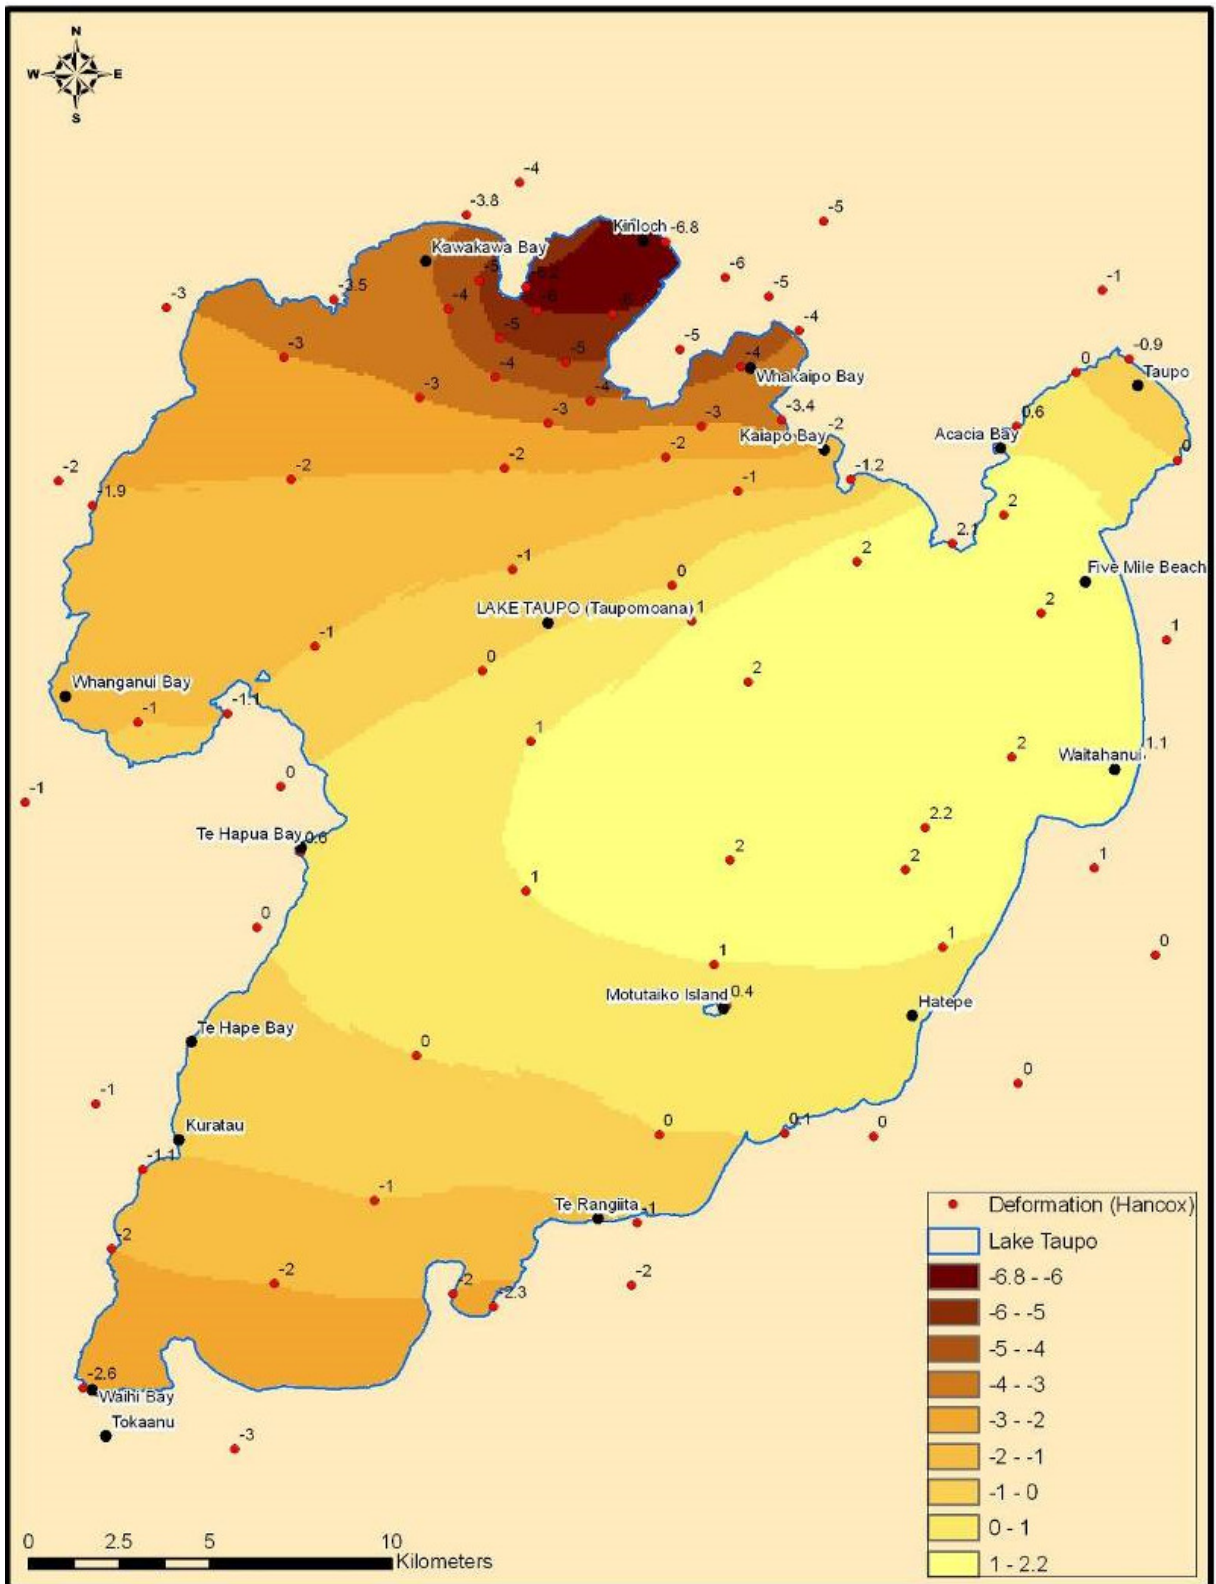 N
W E
S
-4
-3.8
-5
Kinloch -6.8
Kawakawa Bay
-5
-6
-5
-1
-3
-3.5
-4
-6
-5
-4
-3
-5
-5
-4
-0.9
0
Taupo
-4
Whakaipo Bay
-3
-4
-3
-3
-3.4
-2
0.6
Kaiapo Bay
Acacia Bay
0
-2
-2
-2
-2
-1.2
-1.9
-1
2
2.1
-1
2
Five Mile Beach
0
LAKE TAUPO (Taupomoana)
1
2
1
-1
0
2
Whanganui Bay
-1
-1.1
1
2
1.1
Waitahanui
0
-1
2.2
Te Hapua Bay
0.6
2
2
1
1
0
1
0
1
Motutaiko Island
0.4
Hatepe
Te Hape Bay
0
0
-1
0
0.1
0
Kuratau
-1.1
-1
Te Rangiita
-1
-2
-2
-2
-2
-2.3
-2.6
Waihi Bay
Tokaanu
-3
Deformation (Hancox)
Lake Taupo
-6.8 - -6
-6 - -5
-5 - -4
-4 - -3
-3 - -2
-2 - -1
-1 - 0
0 - 1
1 - 2.2
0 2.5 5 10
Kilometers